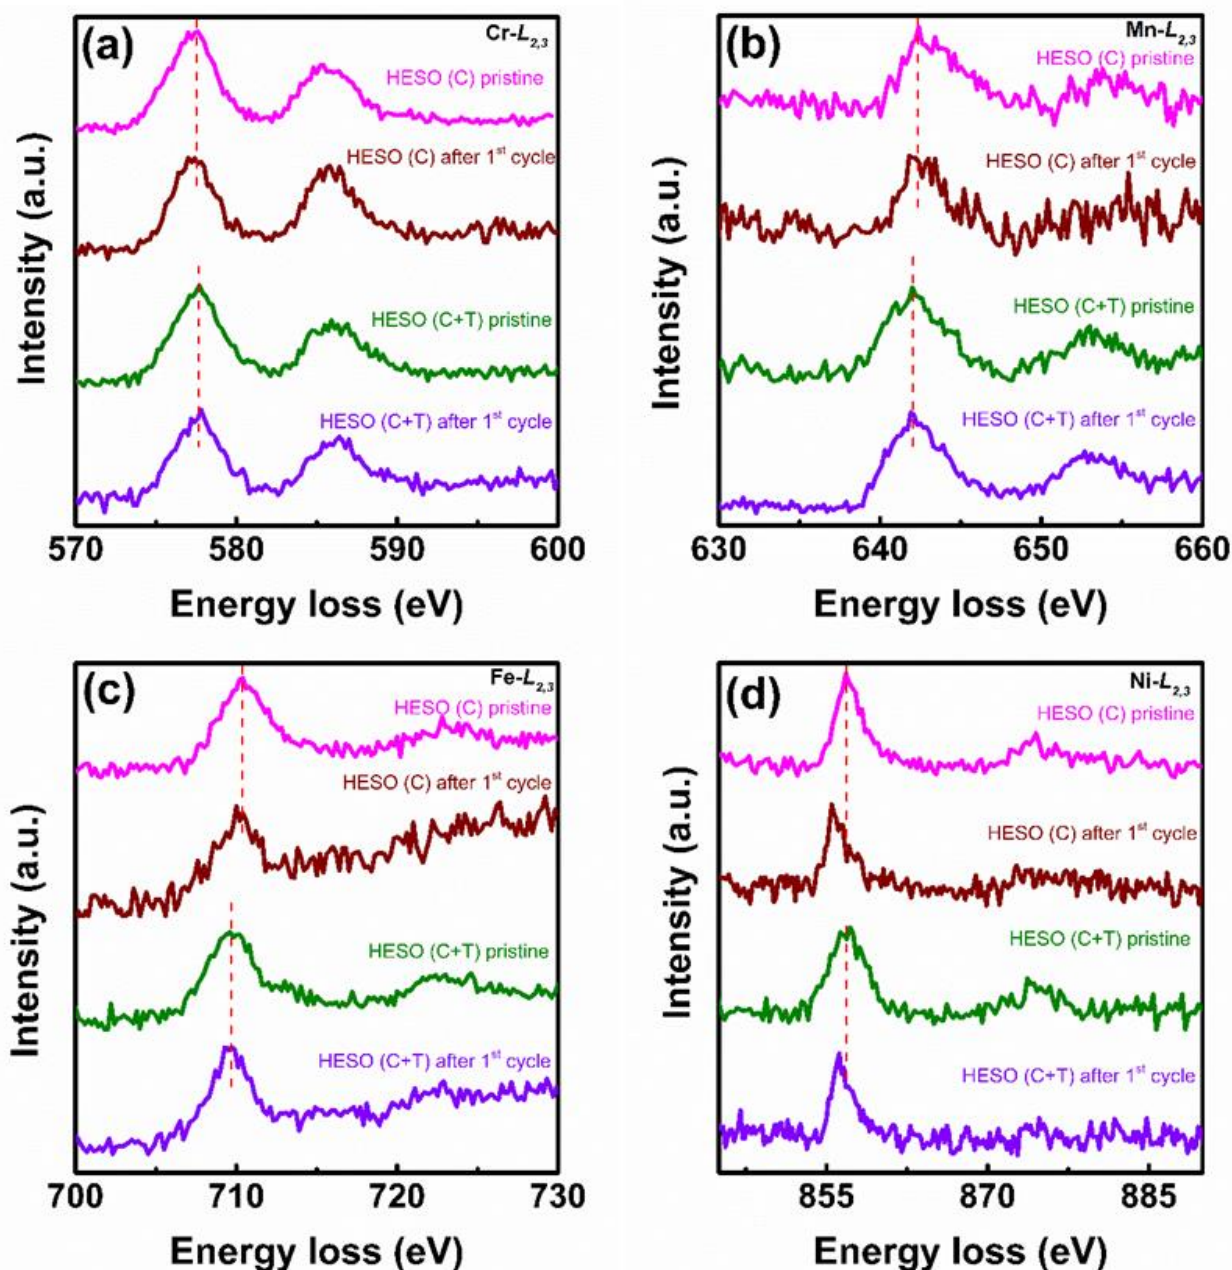 (a)
Cr-L2,3
HESO (C) pristine
HESO (C) after 1st cycle
HESO (C+T) pristine
HESO (C+T) after 1st cycle
Intensity (a.u.)
570 580 590 600
Energy loss (eV)
(b)
Mn-L2,3
HESO (C) pristine
HESO (C) after 1st cycle
HESO (C+T) pristine
HESO (C+T) after 1st cycle
Intensity (a.u.)
630 640 650 660
Energy loss (eV)
(c)
Fe-L2,3
HESO (C) pristine
HESO (C) after 1st cycle
HESO (C+T) pristine
HESO (C+T) after 1st cycle
Intensity (a.u.)
700 710 720 730
Energy loss (eV)
(d)
Ni-L2,3
HESO (C) pristine
HESO (C) after 1st cycle
HESO (C+T) pristine
HESO (C+T) after 1st cycle
Intensity (a.u.)
855 870 885
Energy loss (eV)